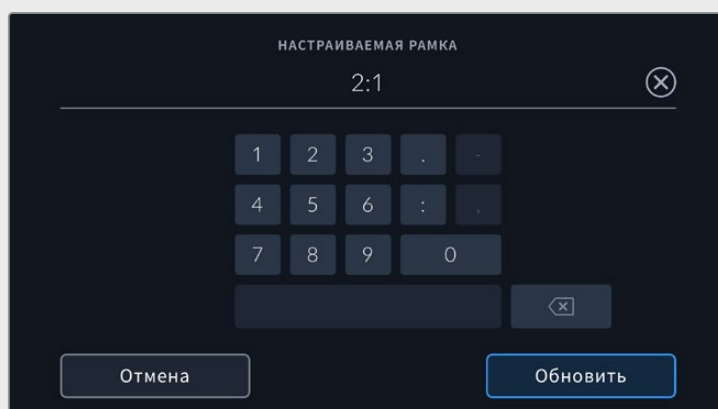 НАСТРАИВАЕМАЯ РАМКА
2:1
1 2 3 . -
4 5 6 : ,
7 8 9 0
Отмена Обновить